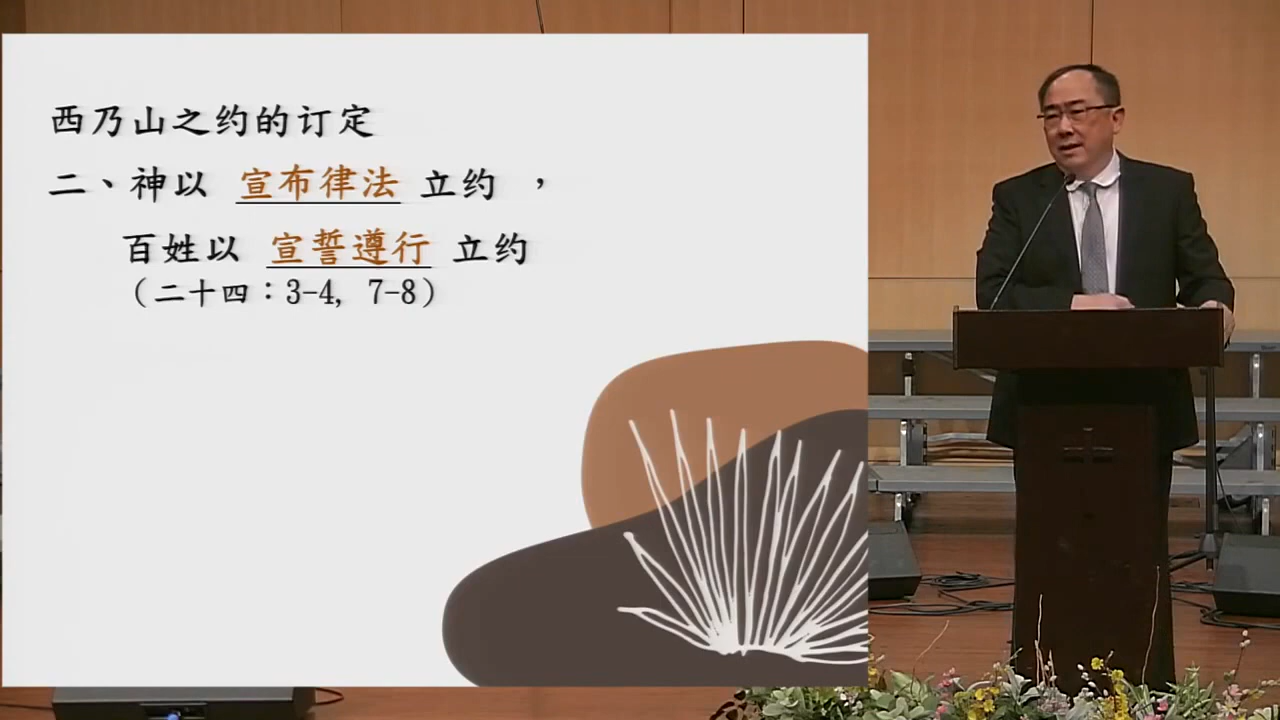 西乃山之约的订定
二、神以 宣布律法 立约 ，
百姓以 宣誓遵行 立约
（二十四：3-4, 7-8）